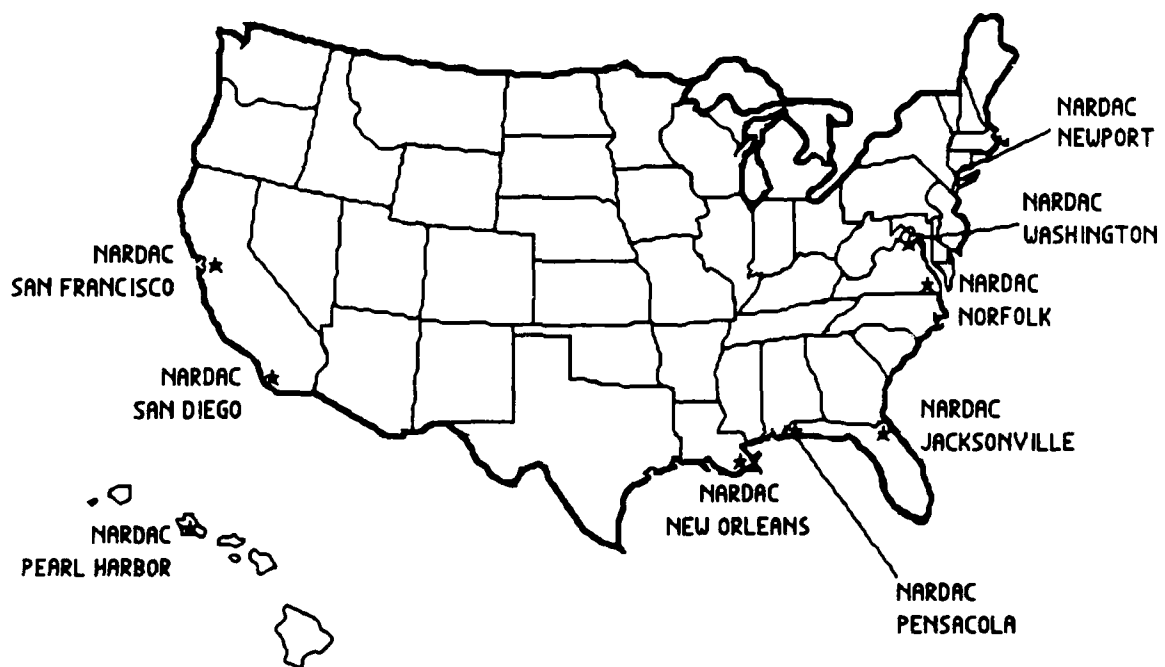 NARDAC
NEWPORT
NARDAC
WASHINGTON
NARDAC
SAN FRANCISCO
NARDAC
NORFOLK
NARDAC
SAN DIEGO
NARDAC
JACKSONVILLE
NARDAC
NEW ORLEANS
NARDAC
PEARL HARBOR
NARDAC
PENSACOLA